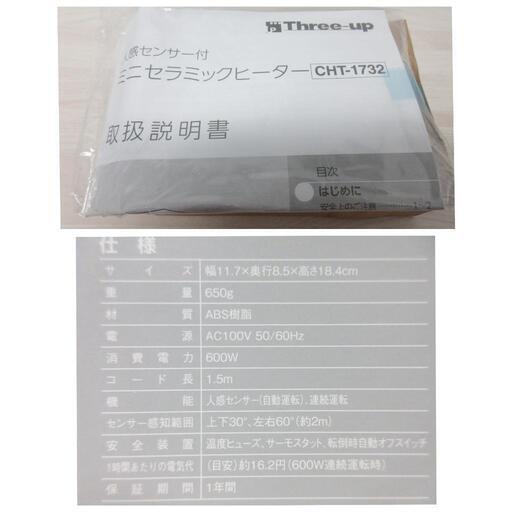 Three-up
人感センサー付
ミニセラミックヒーター CHT-1732
取扱説明書
目次
はじめに
安全上のご注意 1・2
仕様
サイズ 幅11.7×奥行8.5×高さ18.4cm
重量 650g
材質 ABS樹脂
電源 AC100V 50/60Hz
消費電力 600W
コード長 1.5m
機能 人感センサー(自動運転)、連続運転
センサー感知範囲 上下30°、左右60°(約2m)
安全装置 温度ヒューズ、サーモスタット、転倒時自動オフスイッチ
1時間あたりの電気代 (目安)約16.2円(600W連続運転時)
保証期間 1年間